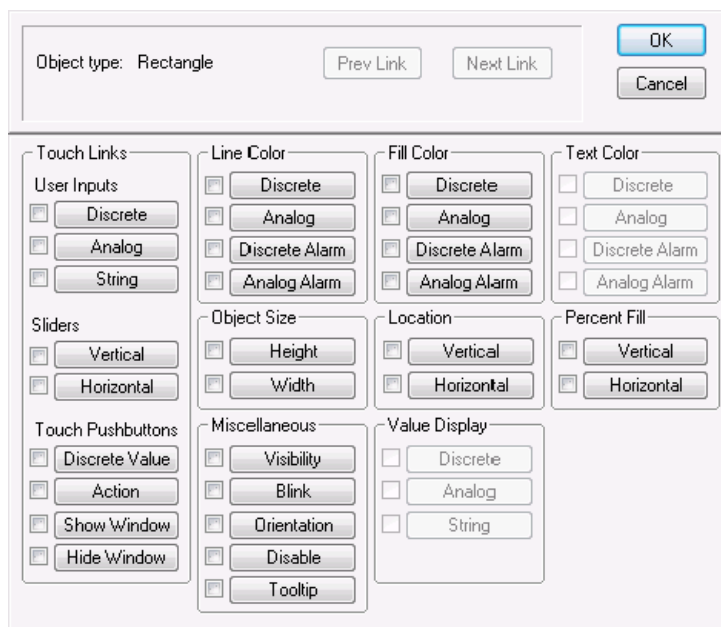 Object type: Rectangle
Prev Link
Next Link
OK
Cancel
Touch Links
User Inputs
Discrete
Analog
String
Sliders
Vertical
Horizontal
Touch Pushbuttons
Discrete Value
Action
Show Window
Hide Window
Line Color
Discrete
Analog
Discrete Alarm
Analog Alarm
Object Size
Height
Width
Miscellaneous
Visibility
Blink
Orientation
Disable
Tooltip
Fill Color
Discrete
Analog
Discrete Alarm
Analog Alarm
Location
Vertical
Horizontal
Value Display
Discrete
Analog
String
Text Color
Discrete
Analog
Discrete Alarm
Analog Alarm
Percent Fill
Vertical
Horizontal